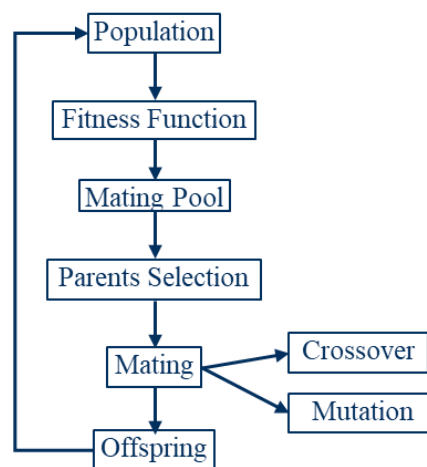 Population
Fitness Function
Mating Pool
Parents Selection
Mating
Crossover
Mutation
Offspring